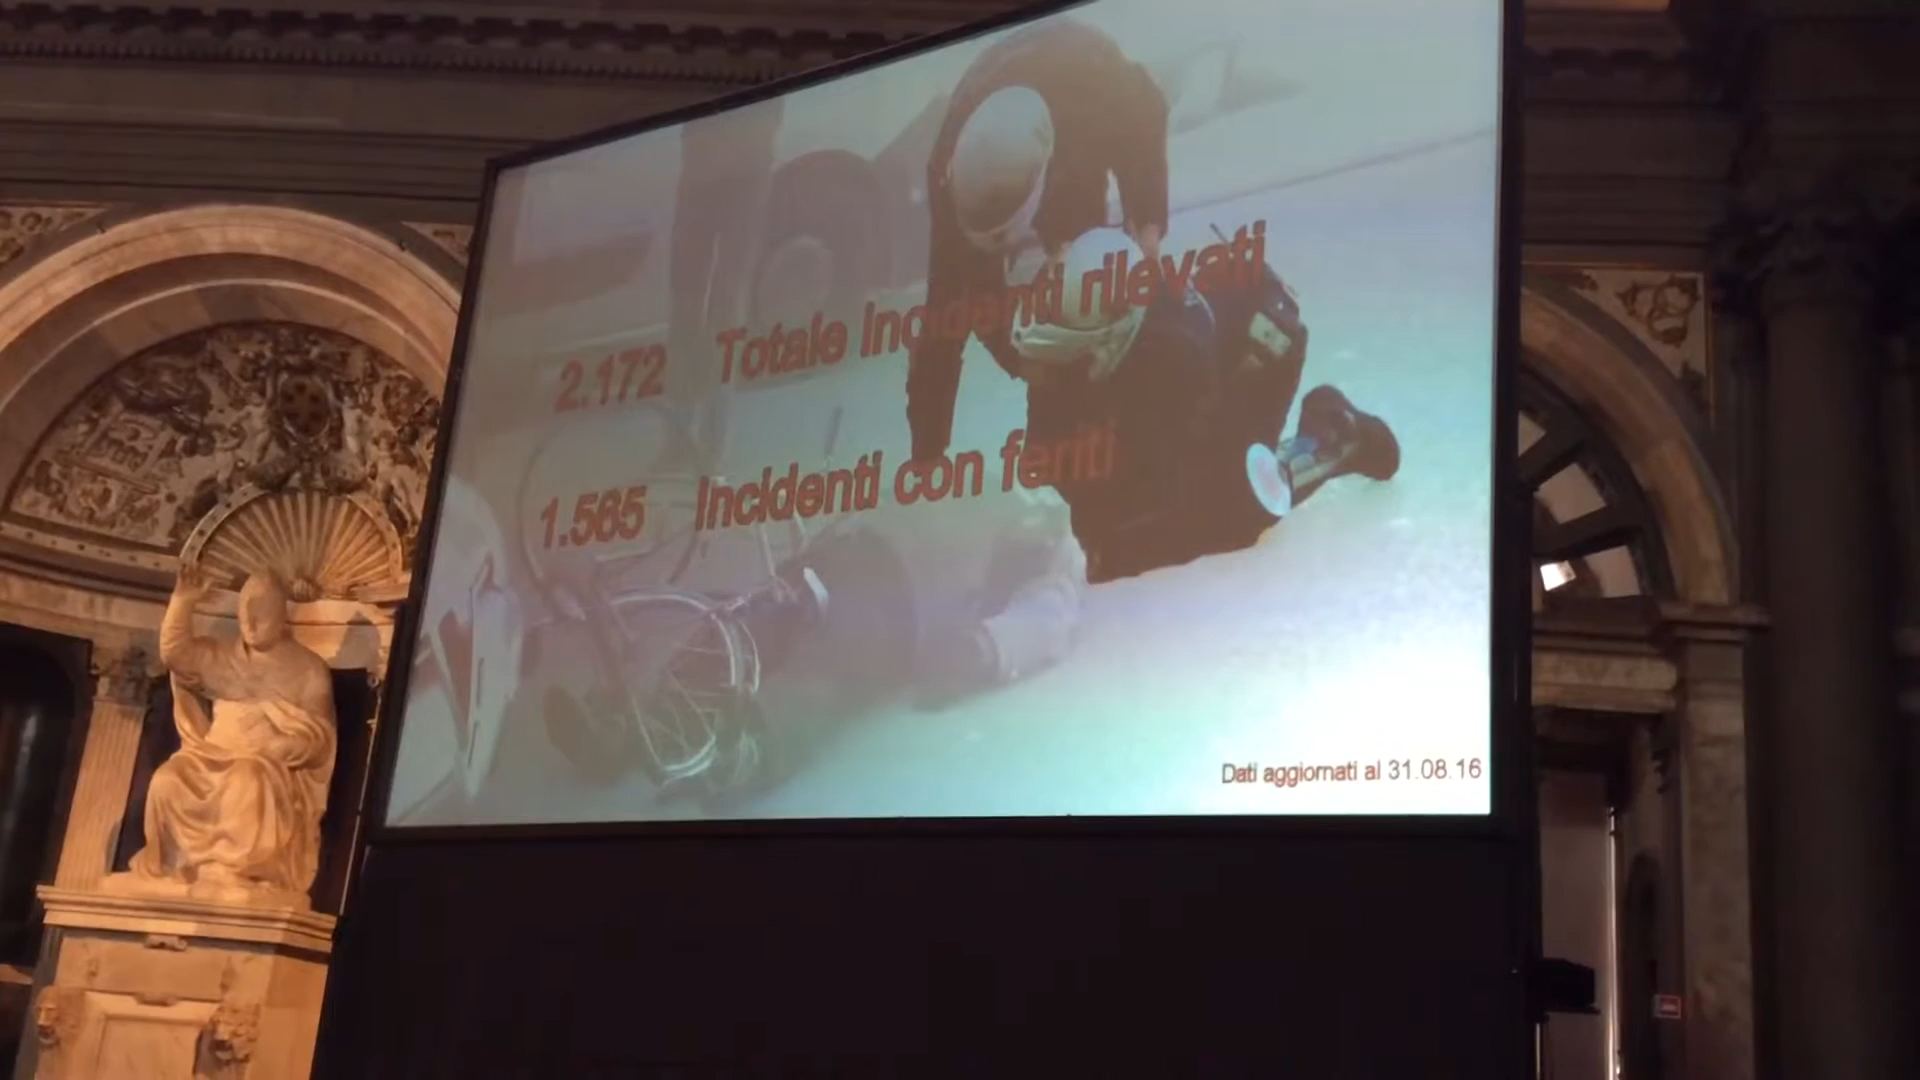 2.172 Totale Incidenti rilevati
1.565 Incidenti con feriti
Dati aggiornati al 31.08.16